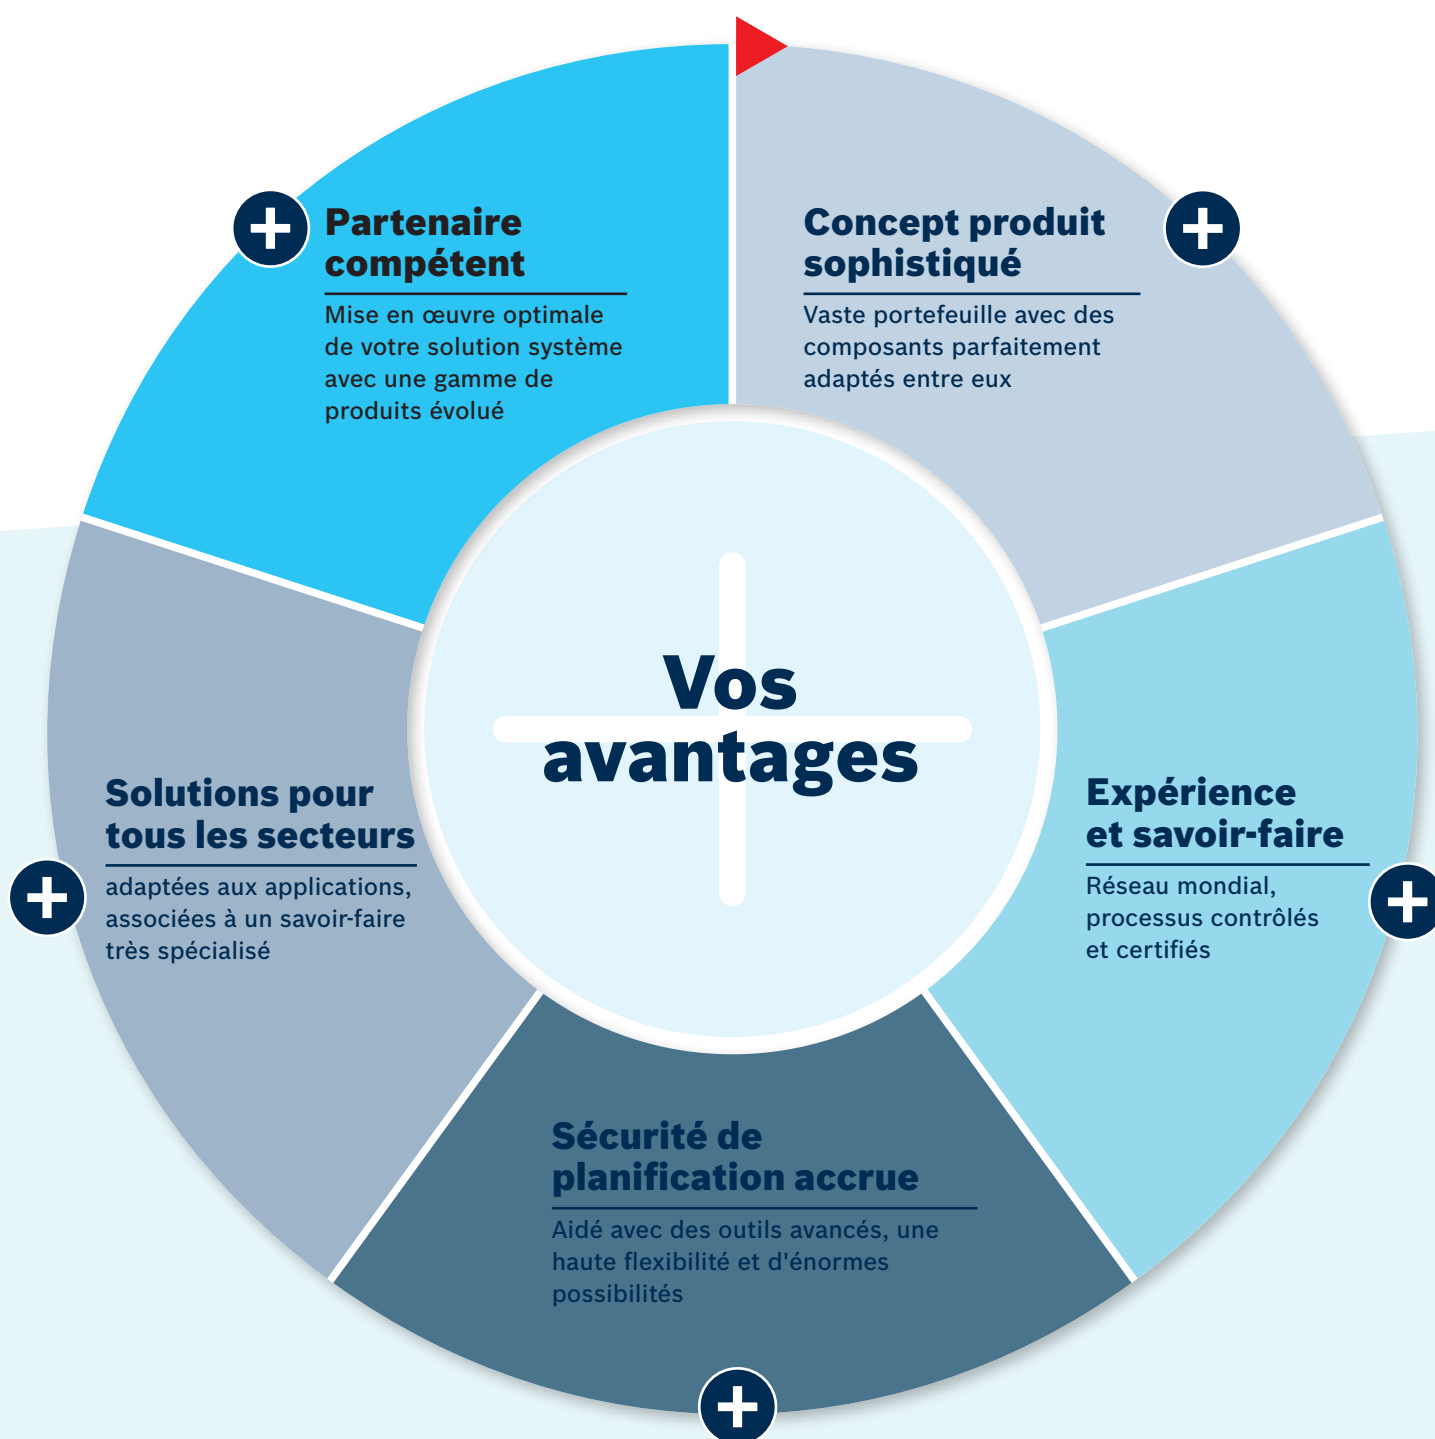 Vos
avantages
Concept produit
sophistiqué
Vaste portefeuille avec des
composants parfaitement
adaptés entre eux
Expérience
et savoir-faire
Réseau mondial,
processus contrôlés
et certifiés
Sécurité de
planification accrue
Aidé avec des outils avancés, une
haute flexibilité et d'énormes
possibilités
Solutions pour
tous les secteurs
adaptées aux applications,
associées à un savoir-faire
très spécialisé
Partenaire
compétent
Mise en œuvre optimale
de votre solution système
avec une gamme de
produits évolué